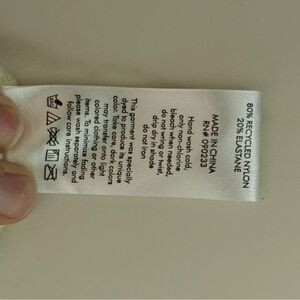 80% RECYCLED NYLON
20% ELASTANE
MADE IN CHINA
RN# 090233
Hand wash cold,
only non-chlorine
bleach when needed,
do not wring or twist,
drip dry in shade
do not iron
This garment was specially
dyed to produce its unique
color. Take care, dark colors
may transfer onto light
colored clothing or other
items. To minimize fading
please wash separately and
follow care instructions.